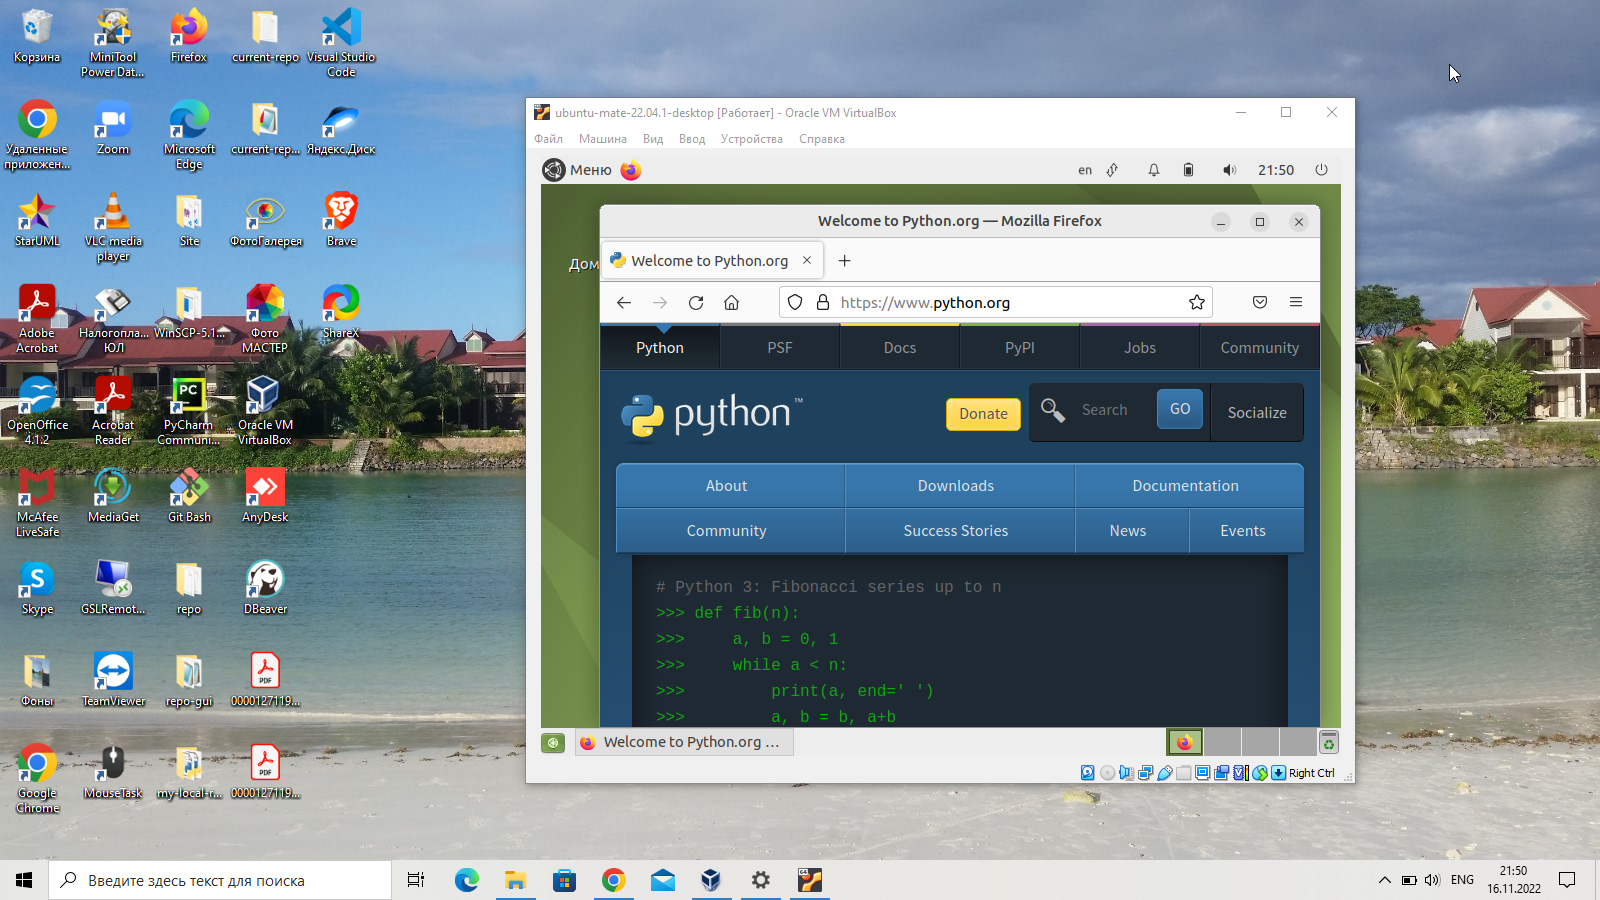 Корзина
MiniTool
Power Dat...
Firefox
current-repo
Visual Studio
Code
Удаленные
приложен...
Zoom
Microsoft
Edge
current-rep...
Яндекс.Диск
StarUML
VLC media
player
Site
ФотоГалерея
Brave
Adobe
Acrobat
Налогопла...
ЮЛ
WinSCP-5.1...
Фото
МАСТЕР
ShareX
OpenOffice
4.1.2
Acrobat
Reader
PC
PyCharm
Communi...
Oracle VM
VirtualBox
McAfee
LiveSafe
MediaGet
Git Bash
AnyDesk
Skype
GSLRemot...
repo
DBeaver
Фоны
TeamViewer
repo-gui
PDF
0000127119...
Google
Chrome
MouseTask
my-local-r...
PDF
0000127119...
ubuntu-mate-22.04.1-desktop [Работает] - Oracle VM VirtualBox
Файл Машина Вид Ввод Устройства Справка
Меню en 21:50
Welcome to Python.org — Mozilla Firefox
Дом
Welcome to Python.org
https://www.python.org
Python PSF Docs PyPI Jobs Community
python™ Donate Search GO Socialize
About Downloads Documentation
Community Success Stories News Events
# Python 3: Fibonacci series up to n
>>> def fib(n):
>>>     a, b = 0, 1
>>>     while a < n:
>>>         print(a, end=' ')
>>>         a, b = b, a+b
Welcome to Python.org ...
Right Ctrl
Введите здесь текст для поиска
ENG
21:50
16.11.2022